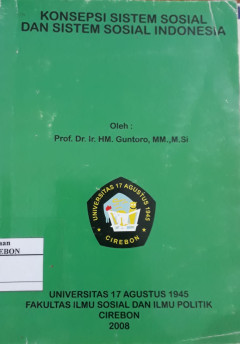 KONSEPSI SISTEM SOSIAL
DAN SISTEM SOSIAL INDONESIA
Oleh :
Prof. Dr. Ir. HM. Guntoro, MM.,M.Si
UNIVERSITAS 17 AGUSTUS 1945
CIREBON
UNIVERSITAS 17 AGUSTUS 1945
FAKULTAS ILMU SOSIAL DAN ILMU POLITIK
CIREBON
2008